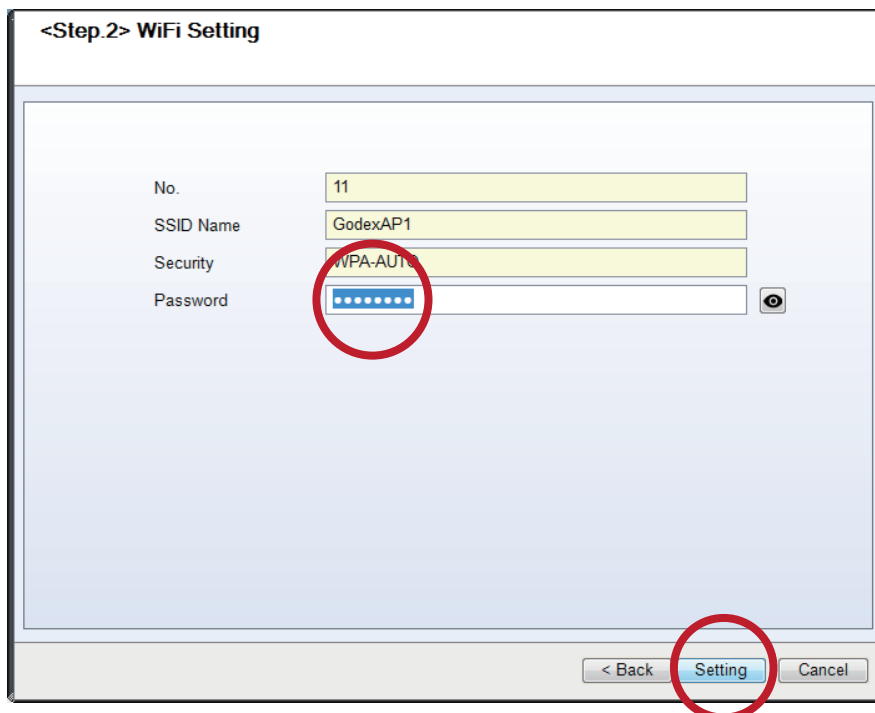 <Step.2> WiFi Setting
No. 11
SSID Name GodexAP1
Security WPA-AUTO
Password ••••••••
< Back Setting Cancel